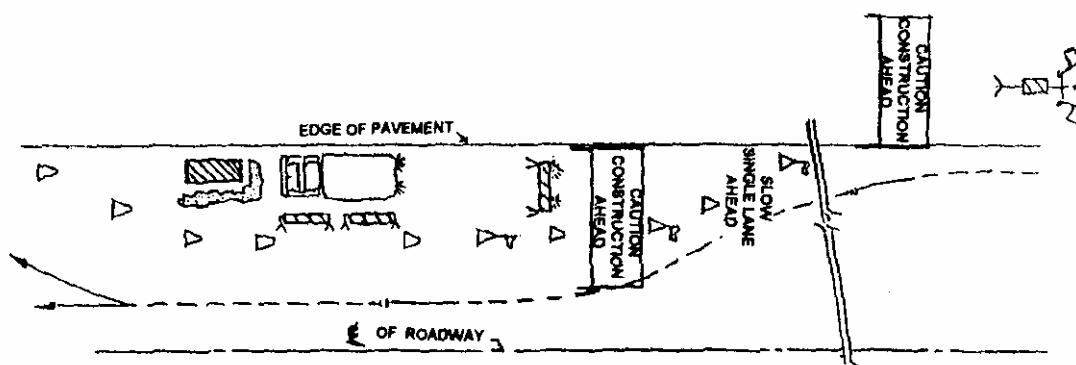 CAUTION
CONSTRUCTION
AHEAD
EDGE OF PAVEMENT
CAUTION
CONSTRUCTION
AHEAD
SLOW
SINGLE LANE
AHEAD
OF ROADWAY